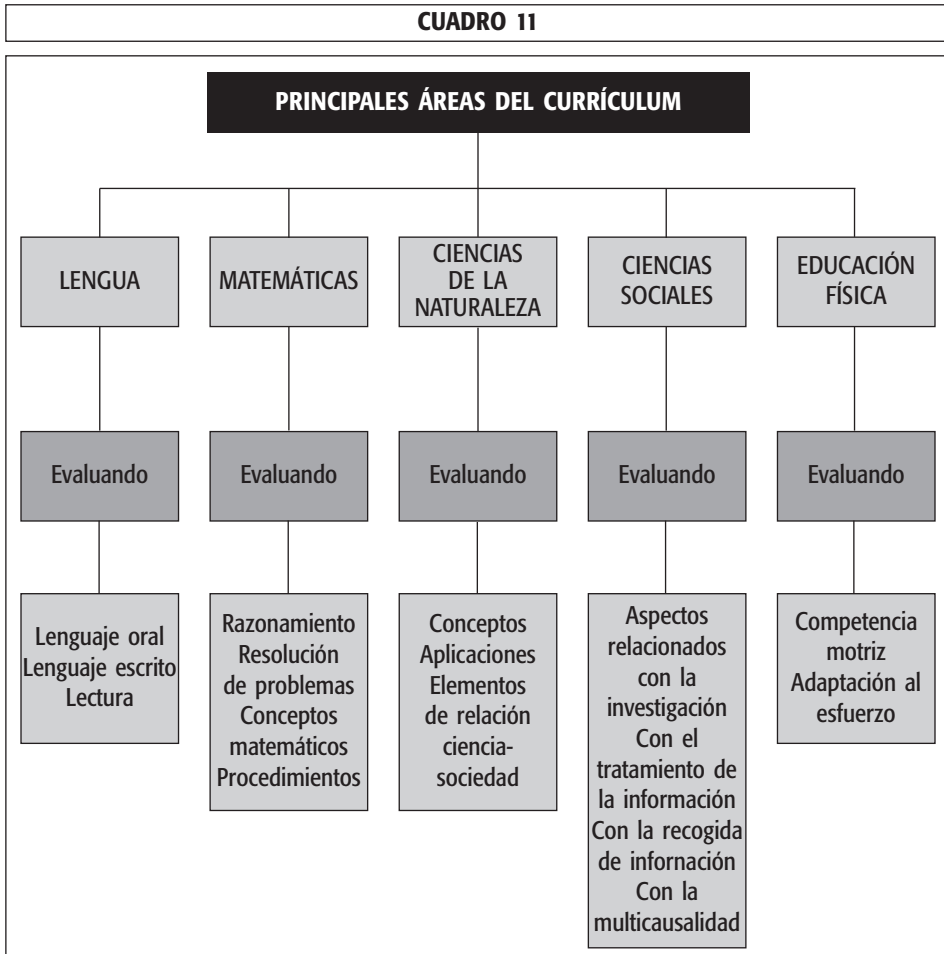 CUADRO 11
PRINCIPALES ÁREAS DEL CURRÍCULUM
LENGUA
MATEMÁTICAS
CIENCIAS
DE LA
NATURALEZA
CIENCIAS
SOCIALES
EDUCACIÓN
FÍSICA
Evaluando
Evaluando
Evaluando
Evaluando
Evaluando
Lenguaje oral
Lenguaje escrito
Lectura
Razonamiento
Resolución
de problemas
Conceptos
matemáticos
Procedimientos
Conceptos
Aplicaciones
Elementos
de relación
ciencia-
sociedad
Aspectos
relacionados
con la
investigación
Con el
tratamiento de
la información
Con la recogida
de infornación
Con la
multicausalidad
Competencia
motriz
Adaptación al
esfuerzo